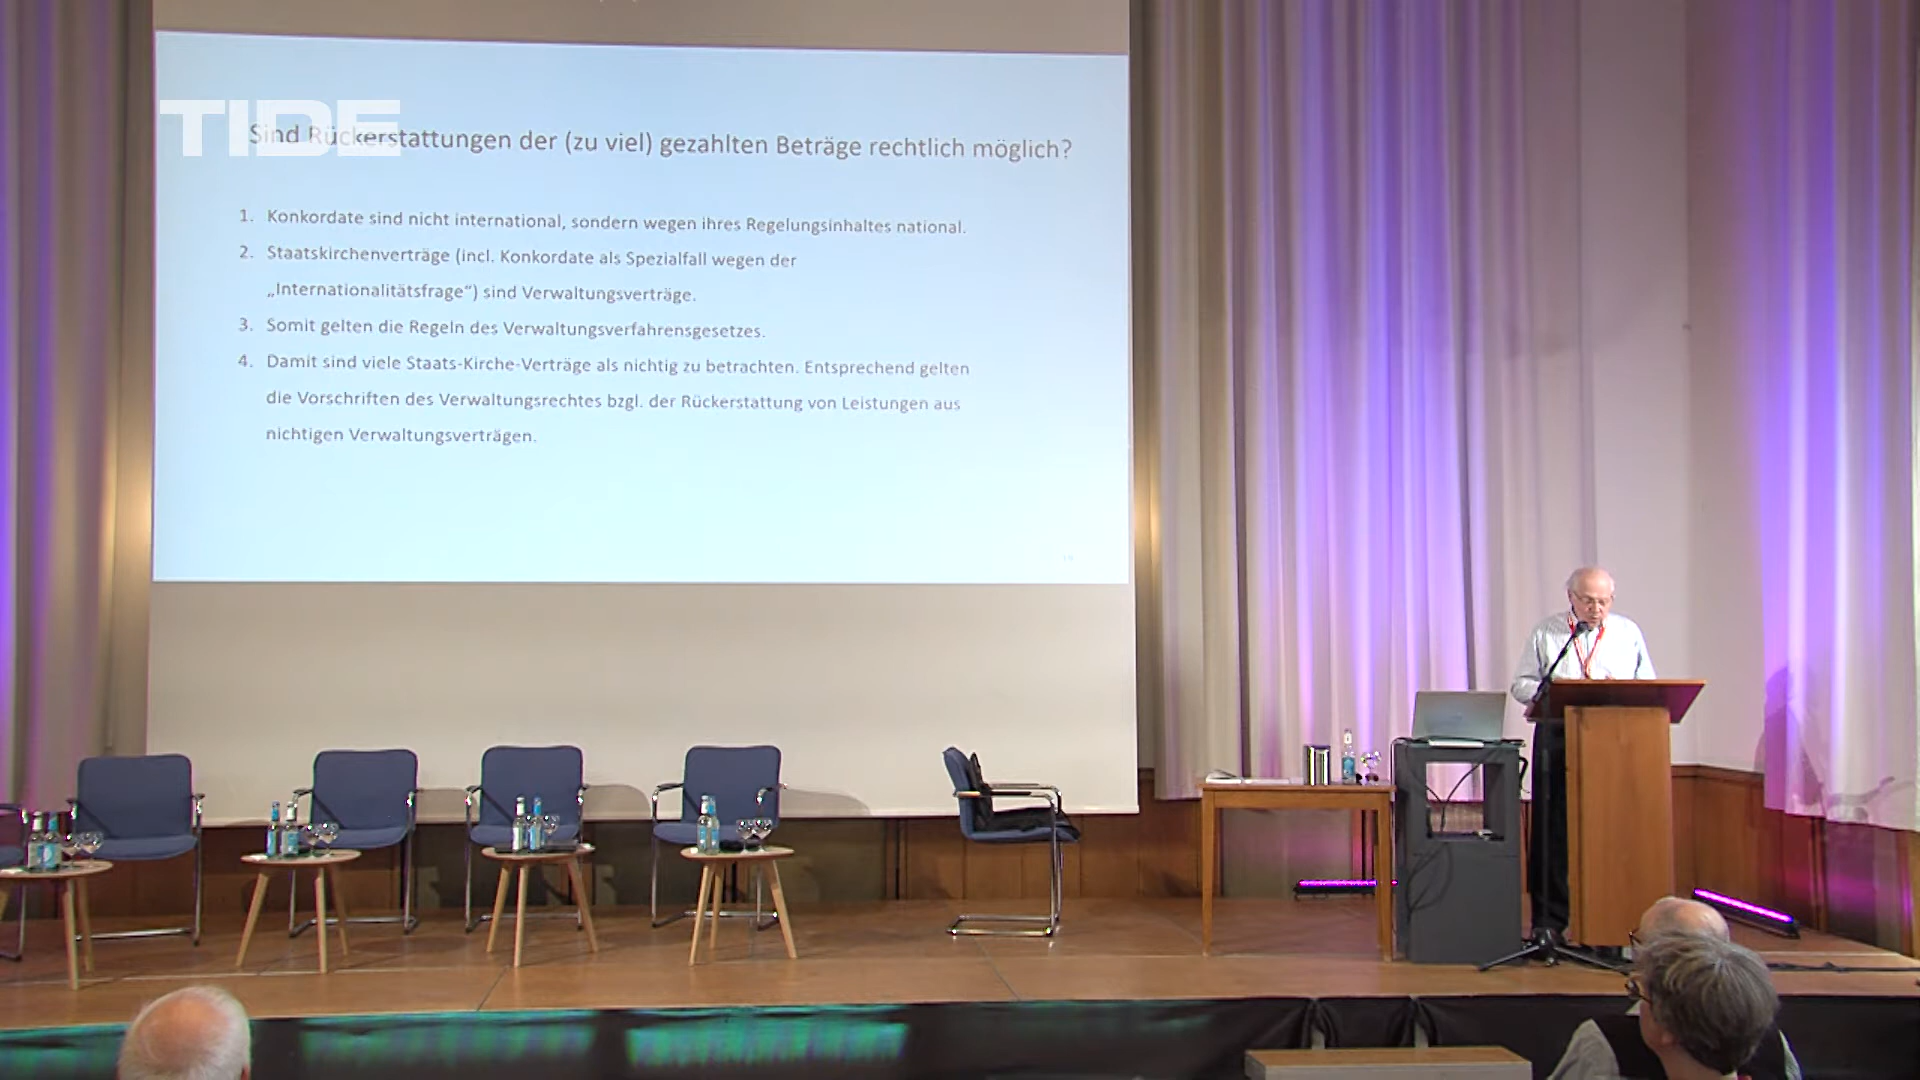 TIDE
Sind Rückerstattungen der (zu viel) gezahlten Beträge rechtlich möglich?
1. Konkordate sind nicht international, sondern wegen ihres Regelungsinhaltes national.
2. Staatskirchenverträge (incl. Konkordate als Spezialfall wegen der
„Internationalitätsfrage“) sind Verwaltungsverträge.
3. Somit gelten die Regeln des Verwaltungsverfahrensgesetzes.
4. Damit sind viele Staats-Kirche-Verträge als nichtig zu betrachten. Entsprechend gelten
die Vorschriften des Verwaltungsrechtes bzgl. der Rückerstattung von Leistungen aus
nichtigen Verwaltungsverträgen.